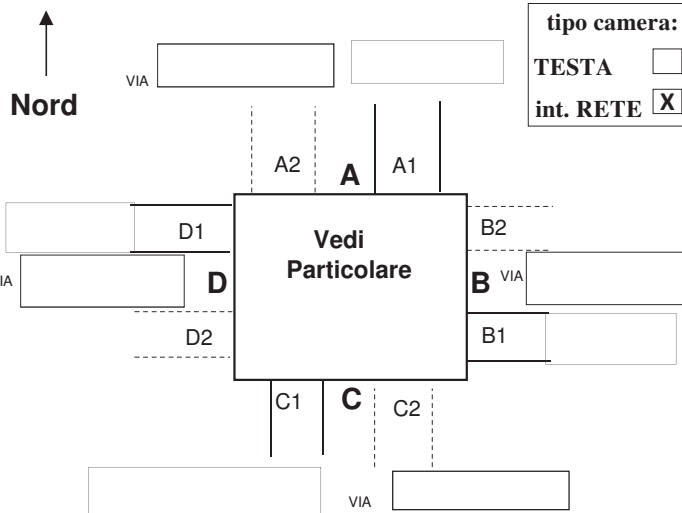 tipo camera:
VIA
TESTA
Nord
int. RETE X
A2 A A1
D1 B2
Vedi
Particolare
VIA D B VIA
D2 B1
C1 C C2
VIA